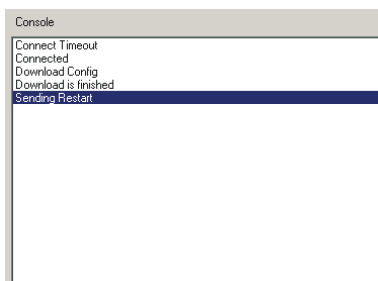 Console
Connect Timeout
Connected
Download Config
Download is finished
Sending Restart